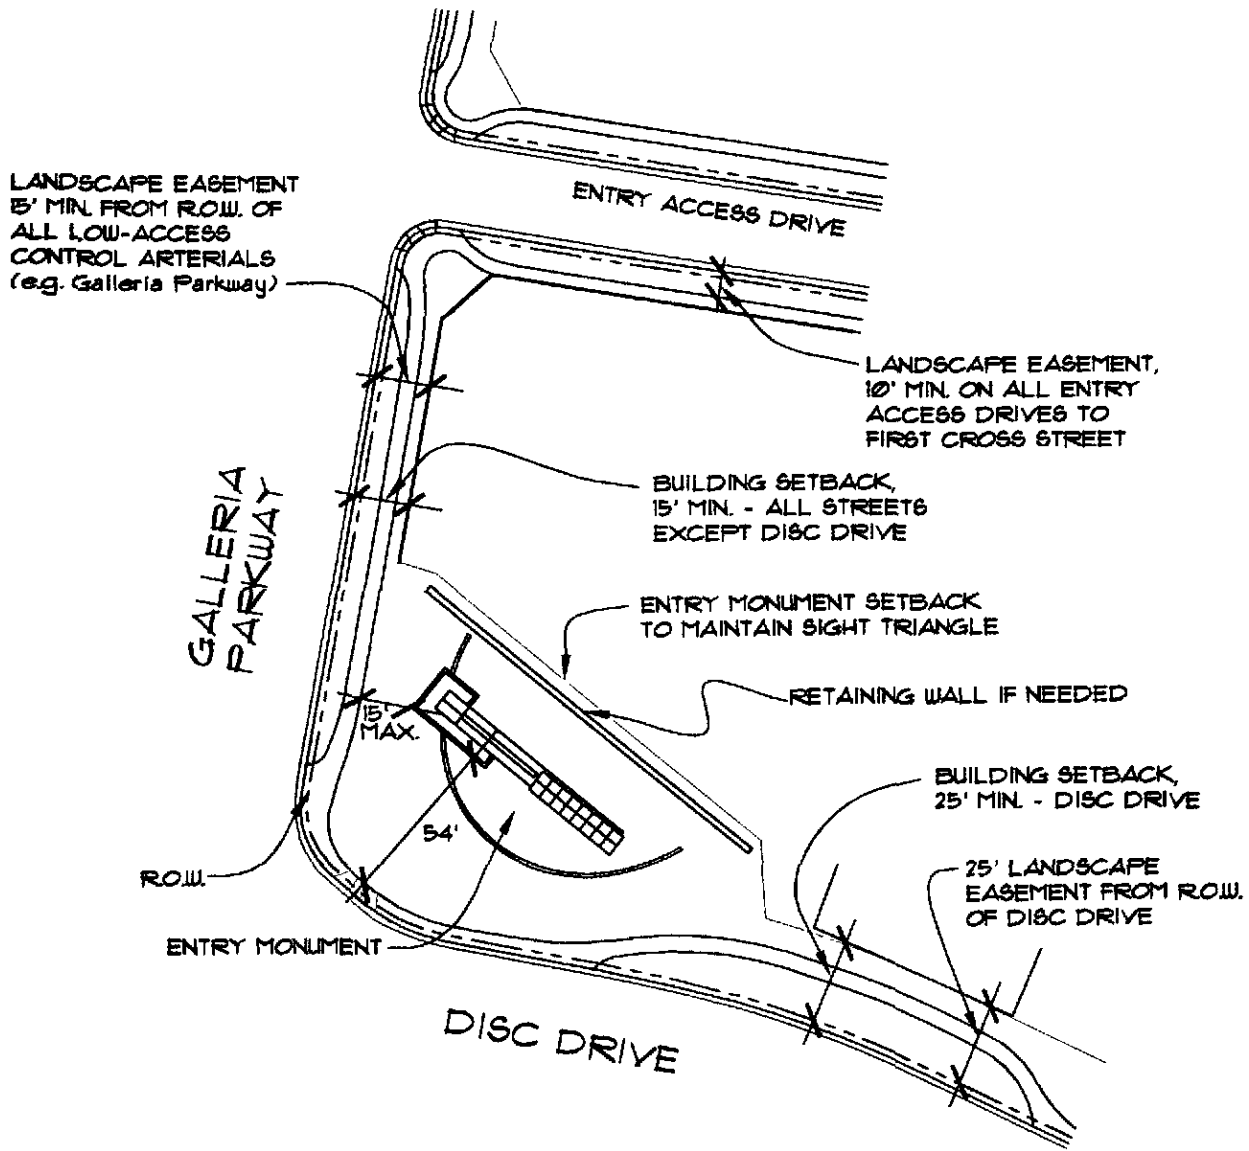 ENTRY ACCESS DRIVE
LANDSCAPE EASEMENT
15' MIN. FROM R.O.W. OF
ALL LOW-ACCESS
CONTROL ARTERIALS
(e.g. Galleria Parkway)
LANDSCAPE EASEMENT,
10' MIN. ON ALL ENTRY
ACCESS DRIVES TO
FIRST CROSS STREET
BUILDING SETBACK,
15' MIN. - ALL STREETS
EXCEPT DISC DRIVE
GALLERIA
PARKWAY
ENTRY MONUMENT SETBACK
TO MAINTAIN SIGHT TRIANGLE
RETAINING WALL IF NEEDED
15'
MAX.
BUILDING SETBACK,
25' MIN. - DISC DRIVE
54'
25' LANDSCAPE
EASEMENT FROM R.O.W.
OF DISC DRIVE
R.O.W.
ENTRY MONUMENT
DISC DRIVE